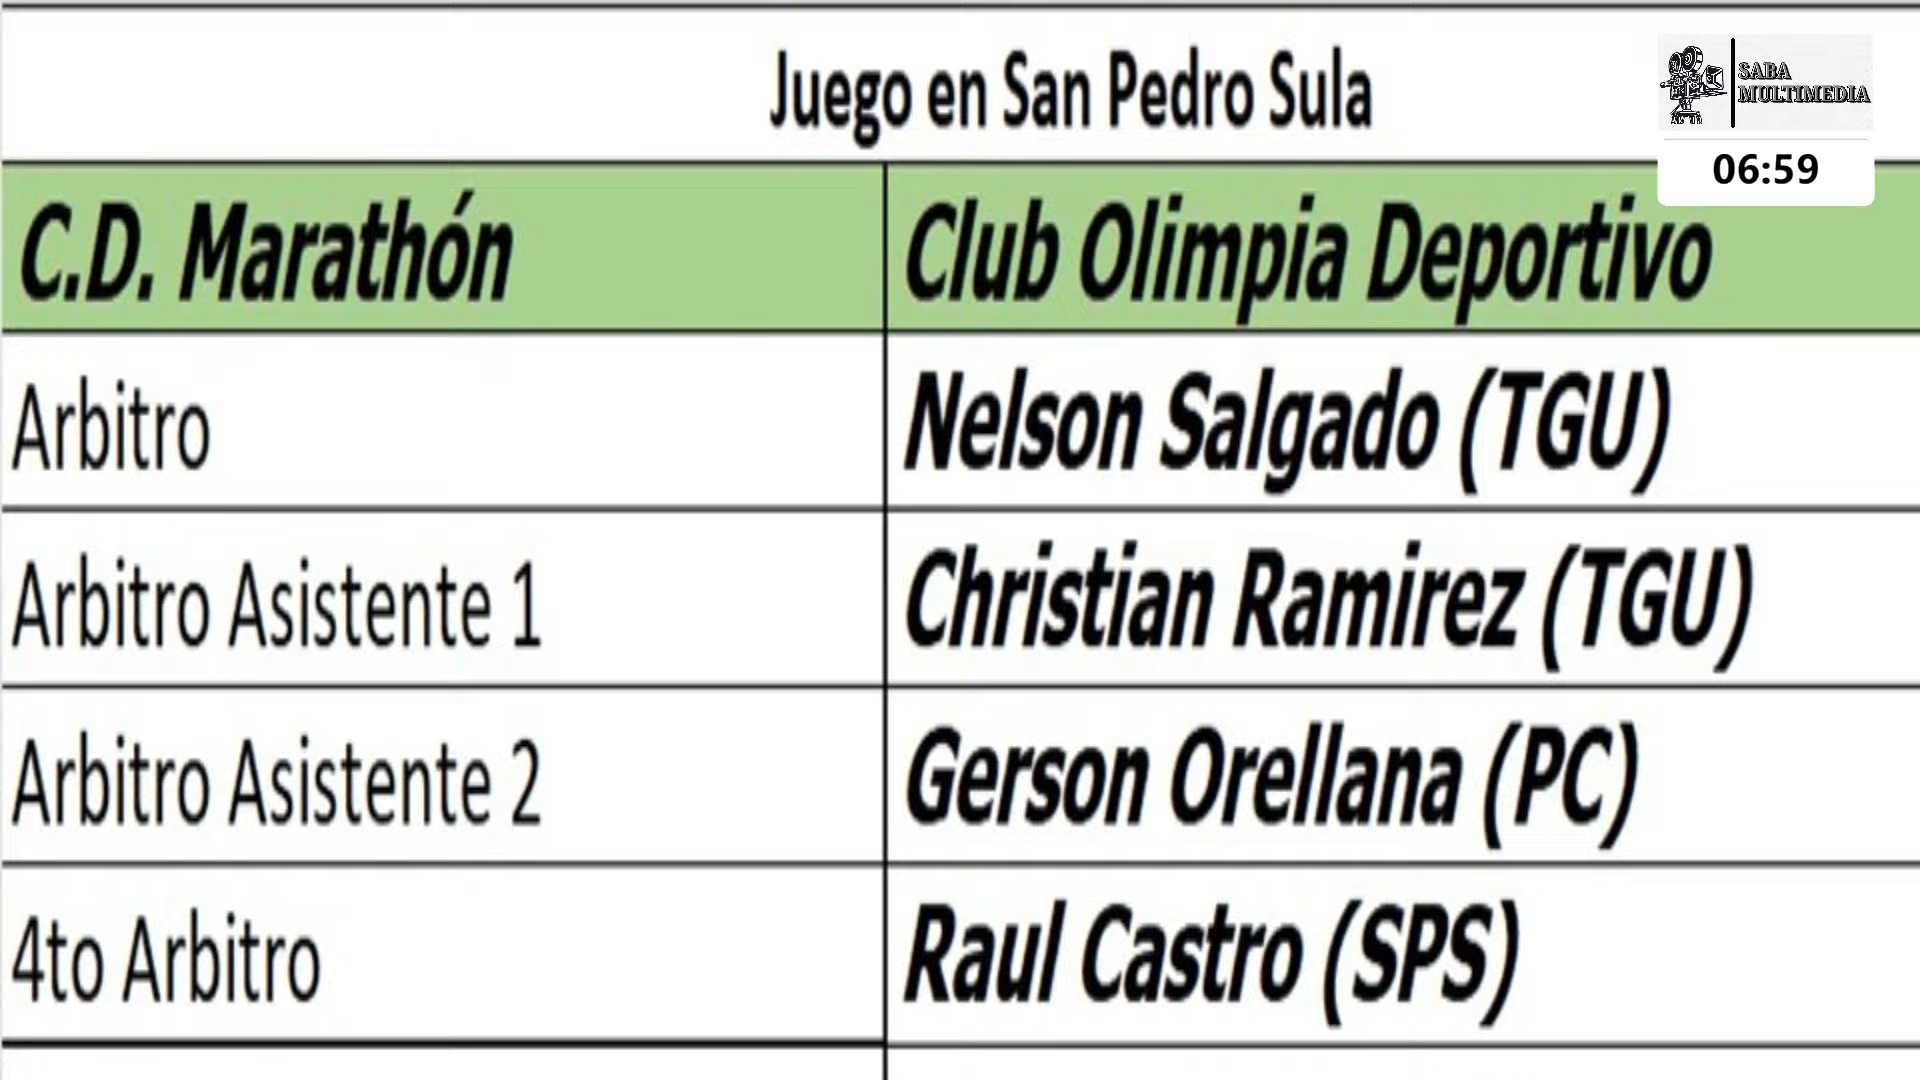 Juego en San Pedro Sula
SABA
MULTIMEDIA
06:59
C.D. Marathón Club Olimpia Deportivo
Arbitro Nelson Salgado (TGU)
Arbitro Asistente 1 Christian Ramirez (TGU)
Arbitro Asistente 2 Gerson Orellana (PC)
4to Arbitro Raul Castro (SPS)